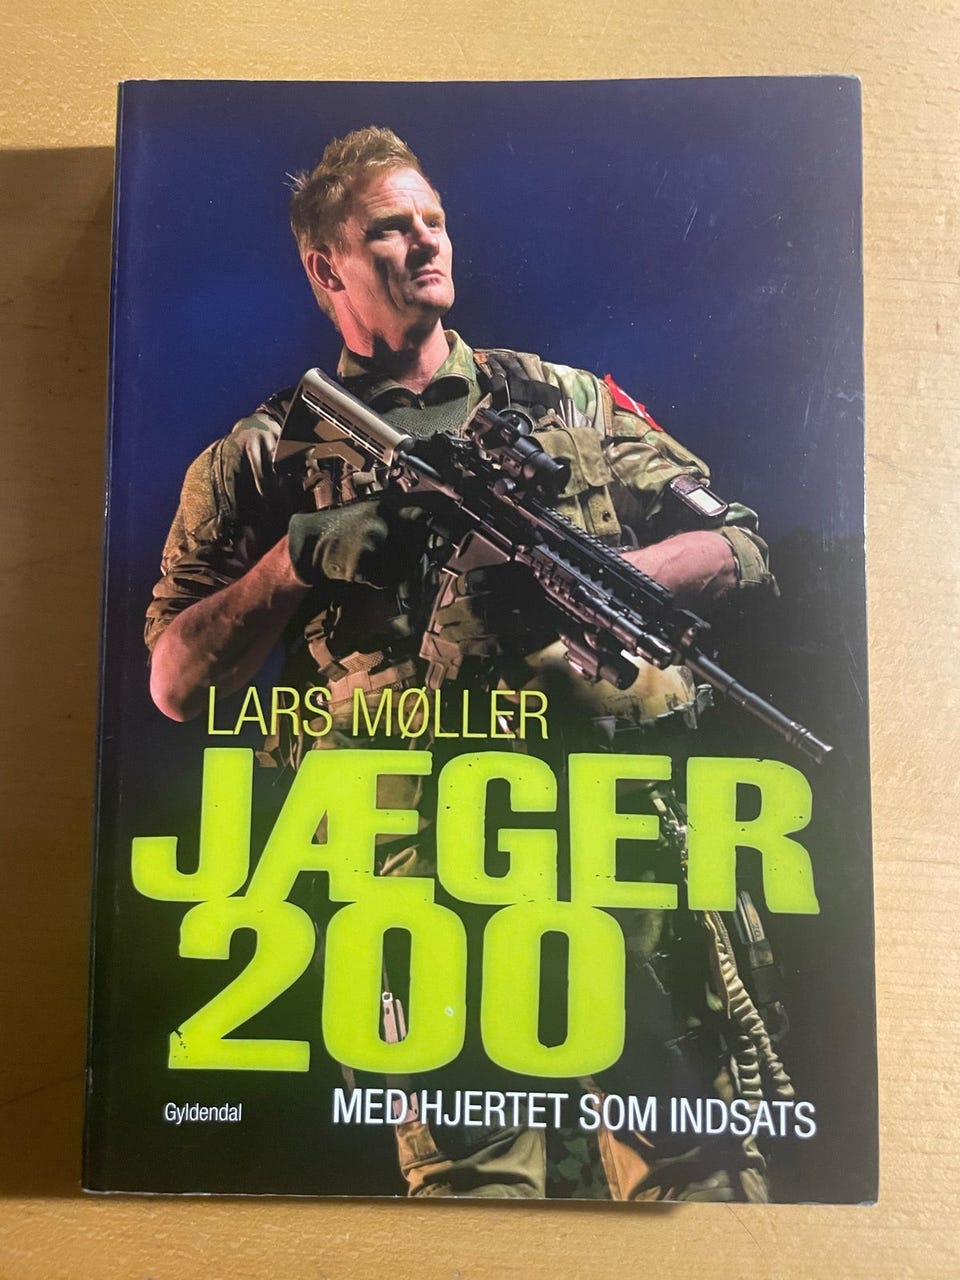 LARS MØLLER
JÆGER
200
MED HJERTET SOM INDSATS
Gyldendal